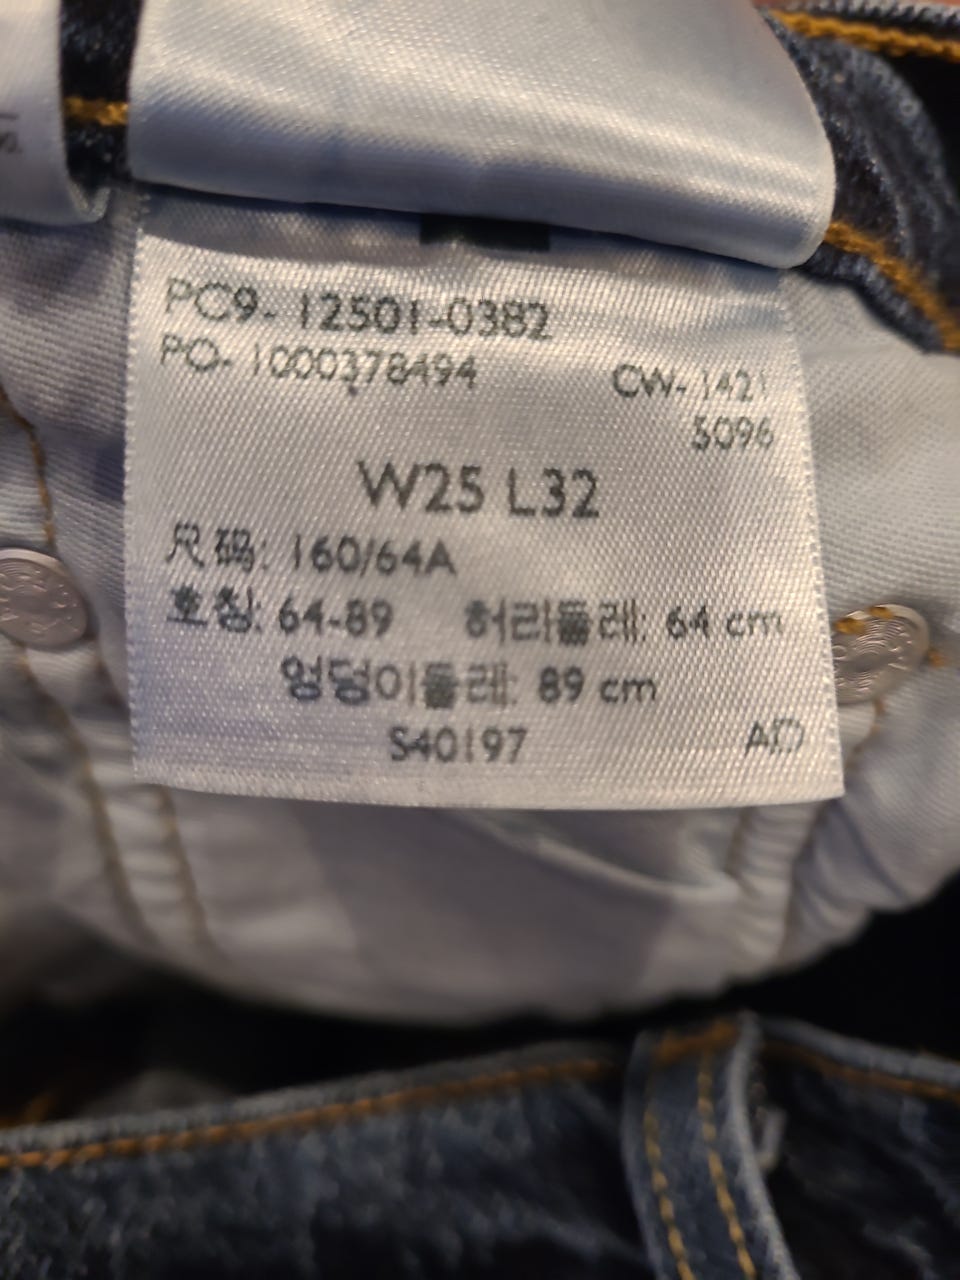 PC9- 12501-0382
PO- 1000378494
CW- 1421
5096
W25 L32
尺码: 160/64A
호칭: 64-89 허리둘레: 64 cm
엉덩이둘레: 89 cm
S40197 AD